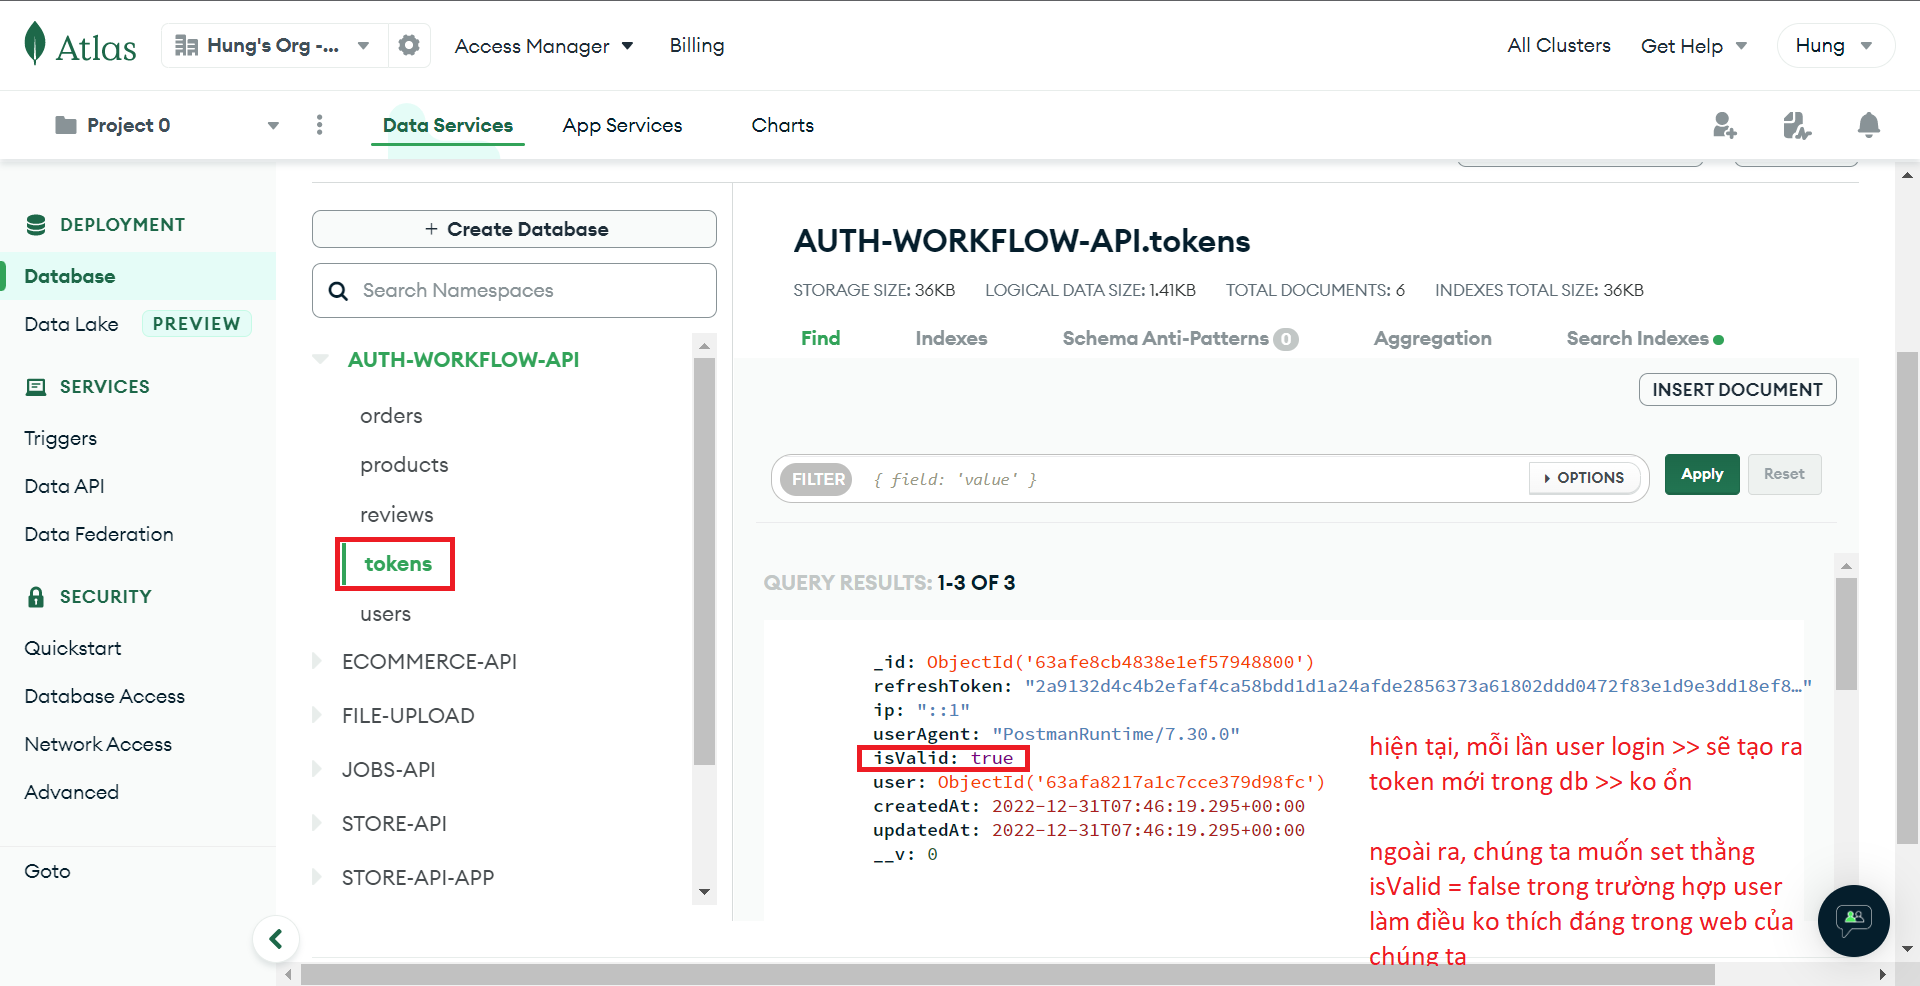 Atlas
Hung's Org -...
Access Manager
Billing
All Clusters
Get Help
Hung
Project 0
Data Services
App Services
Charts
DEPLOYMENT
Database
Data Lake PREVIEW
SERVICES
Triggers
Data API
Data Federation
SECURITY
Quickstart
Database Access
Network Access
Advanced
Goto
+ Create Database
Search Namespaces
AUTH-WORKFLOW-API
orders
products
reviews
tokens
users
ECOMMERCE-API
FILE-UPLOAD
JOBS-API
STORE-API
STORE-API-APP
AUTH-WORKFLOW-API.tokens
STORAGE SIZE: 36KB LOGICAL DATA SIZE: 1.41KB TOTAL DOCUMENTS: 6 INDEXES TOTAL SIZE: 36KB
Find Indexes Schema Anti-Patterns 0 Aggregation Search Indexes
INSERT DOCUMENT
FILTER { field: 'value' } OPTIONS Apply Reset
QUERY RESULTS: 1-3 OF 3
_id: ObjectId('63afe8cb4838e1ef57948800')
refreshToken: "2a9132d4c4b2efaf4ca58bdd1d1a24afde2856373a61802ddd0472f83e1d9e3dd18ef8…"
ip: "::1"
userAgent: "PostmanRuntime/7.30.0"
isValid: true
user: ObjectId('63afa8217a1c7cce379d98fc')
createdAt: 2022-12-31T07:46:19.295+00:00
updatedAt: 2022-12-31T07:46:19.295+00:00
__v: 0
hiện tại, mỗi lần user login >> sẽ tạo ra
token mới trong db >> ko ổn
ngoài ra, chúng ta muốn set thằng
isValid = false trong trường hợp user
làm điều ko thích đáng trong web của
chúng ta